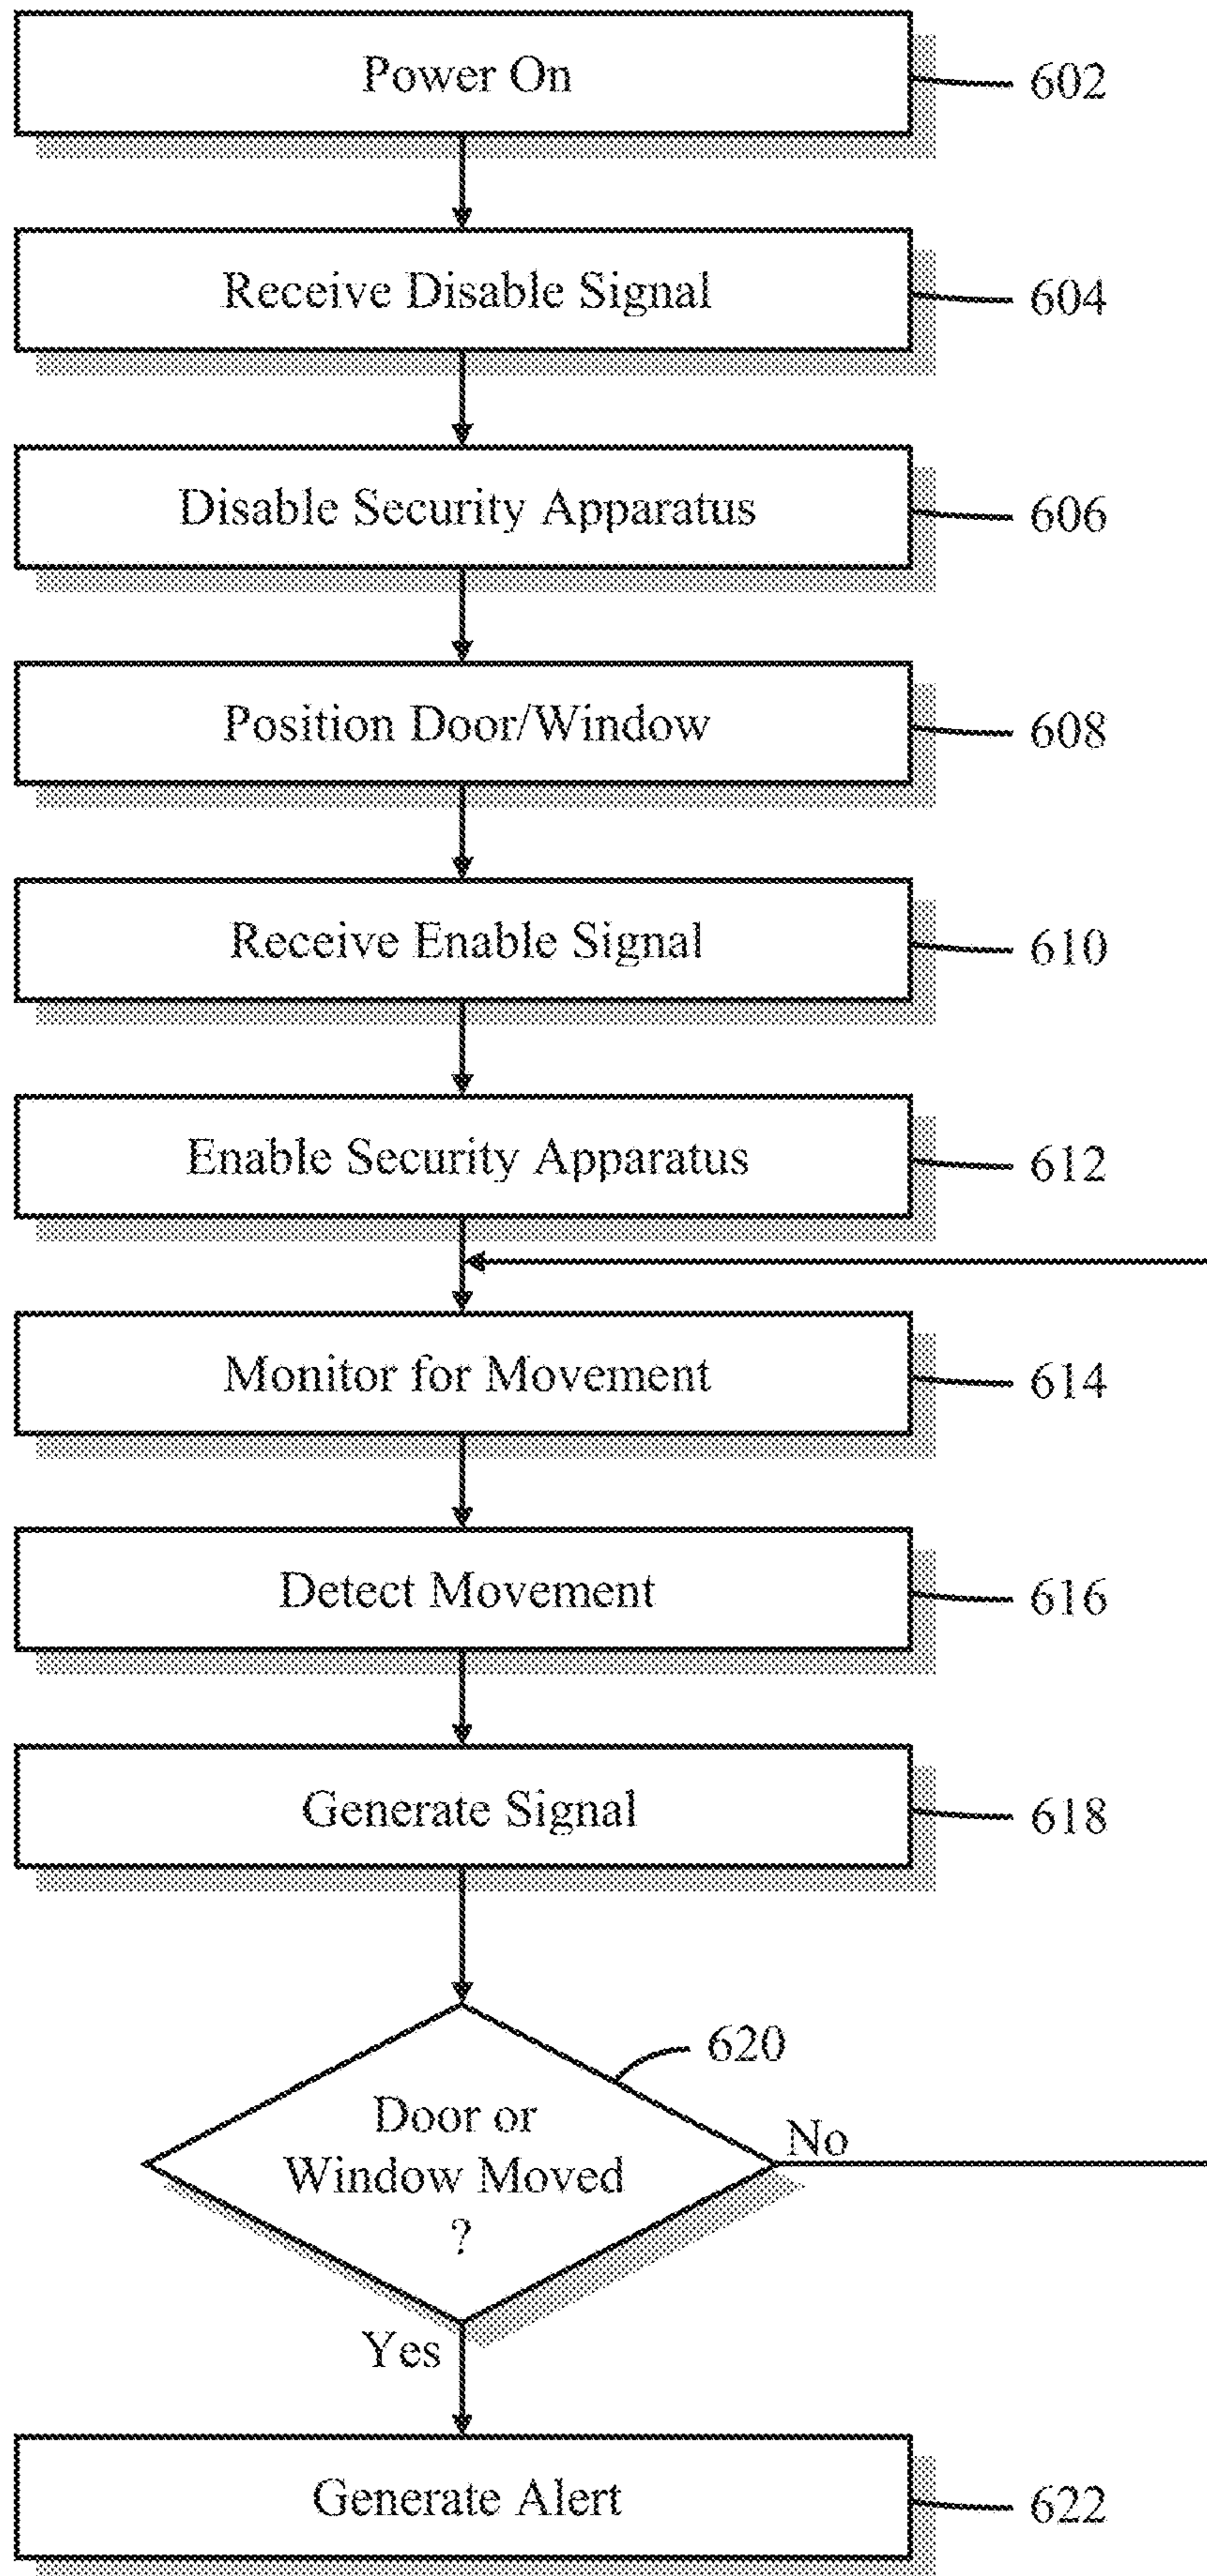 Power On
602
Receive Disable Signal
604
Disable Security Apparatus
606
Position Door/Window
608
Receive Enable Signal
610
Enable Security Apparatus
612
Monitor for Movement
614
Detect Movement
616
Generate Signal
618
620
Door or
Window Moved
?
No
Yes
Generate Alert
622